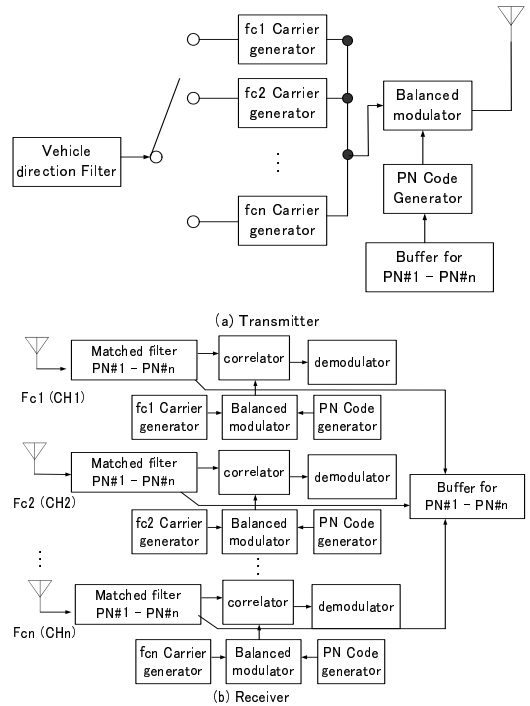 fc1 Carrier
generator
fc2 Carrier
generator
Balanced
modulator
Vehicle
direction Filter
⋮
PN Code
Generator
fcn Carrier
generator
Buffer for
PN#1 - PN#n
(a) Transmitter
Matched filter
PN#1 - PN#n
correlator
demodulator
Fc1 (CH1)
fc1 Carrier
generator
Balanced
modulator
PN Code
generator
Matched filter
PN#1 - PN#n
correlator
demodulator
Buffer for
PN#1 - PN#n
Fc2 (CH2)
fc2 Carrier
generator
Balanced
modulator
PN Code
generator
⋮
⋮
Matched filter
PN#1 - PN#n
correlator
demodulator
Fcn (CHn)
fcn Carrier
generator
Balanced
modulator
PN Code
generator
(b) Receiver